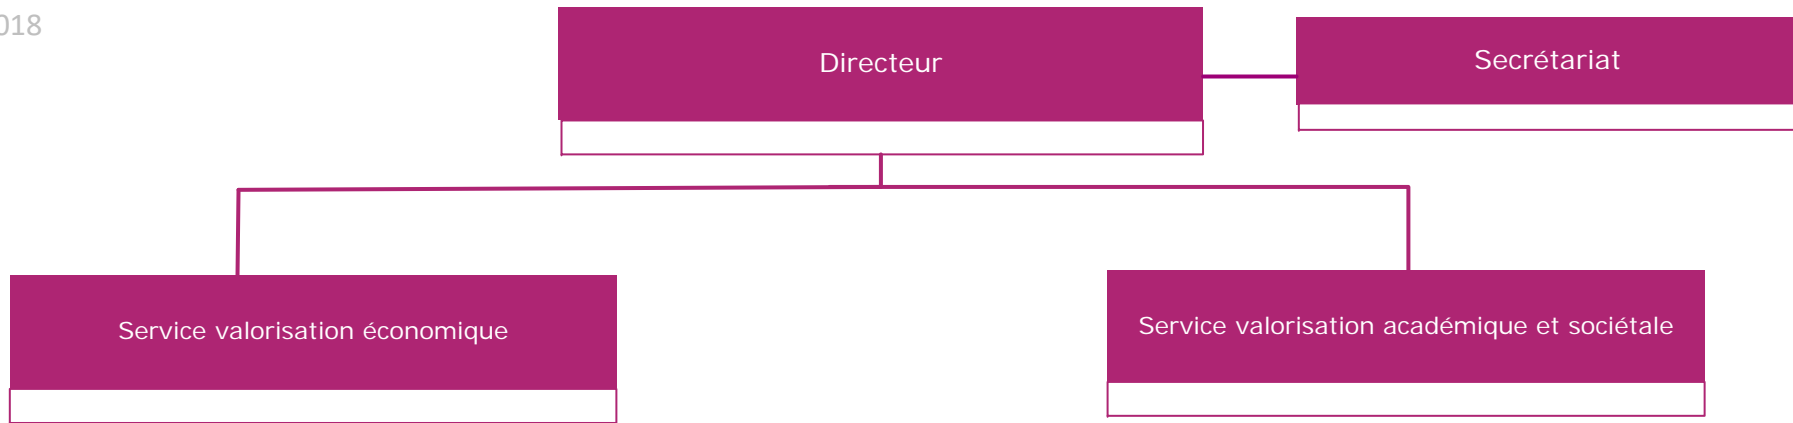 018
Directeur
Secrétariat
Service valorisation économique
Service valorisation académique et sociétale